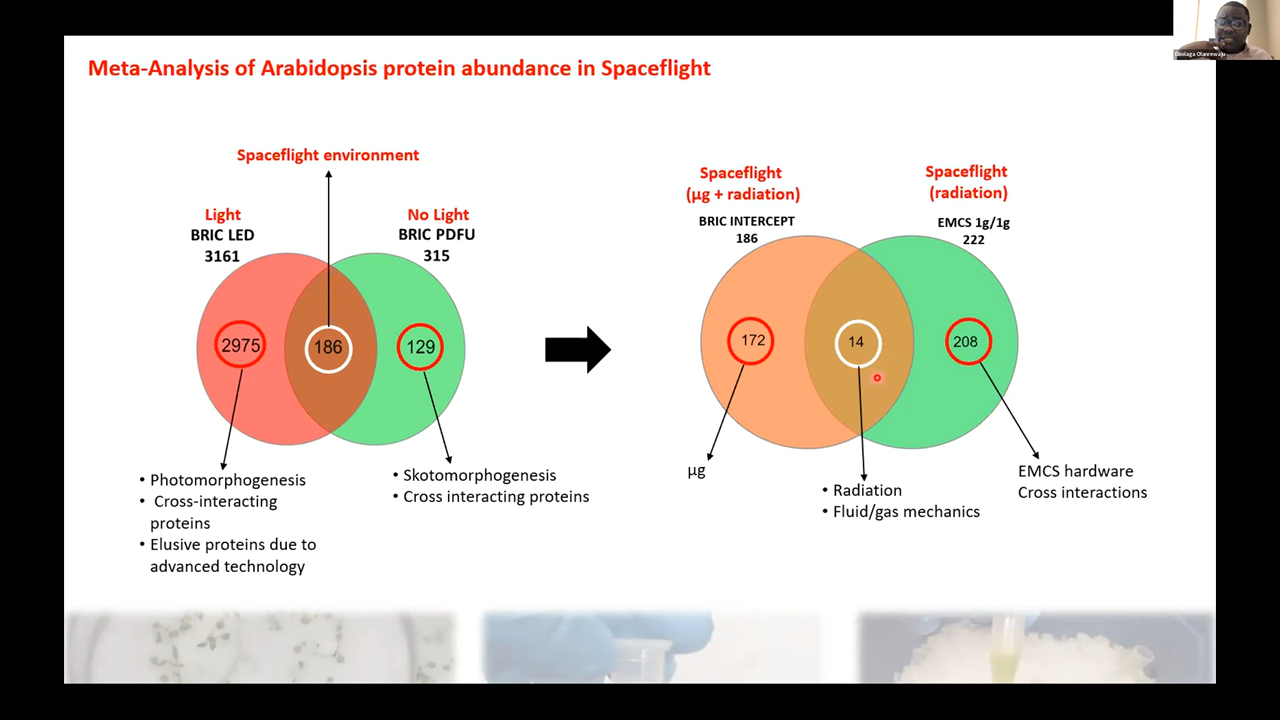 Meta-Analysis of Arabidopsis protein abundance in Spaceflight
Spaceflight environment
Light
BRIC LED
3161
No Light
BRIC PDFU
315
2975
186
129
• Photomorphogenesis
• Cross-interacting
proteins
• Elusive proteins due to
advanced technology
• Skotomorphogenesis
• Cross interacting proteins
Spaceflight
(µg + radiation)
BRIC INTERCEPT
186
Spaceflight
(radiation)
EMCS 1g/1g
222
172
14
208
µg
• Radiation
• Fluid/gas mechanics
EMCS hardware
Cross interactions
Olanrewaju